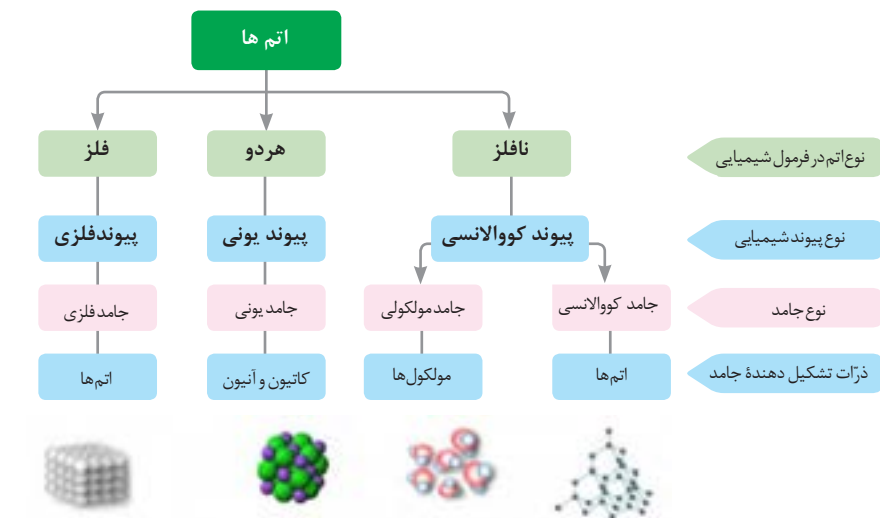 اتم ها
نوع اتم در فرمول شیمیایی
نافلز
هردو
فلز
نوع پیوند شیمیایی
پیوند کووالانسی
پیوند یونی
پیوندفلزی
نوع جامد
جامد کووالانسی
جامد مولکولی
جامد یونی
جامد فلزی
ذرّات تشکیل دهندهٔ جامد
اتم‌ها
مولکول‌ها
کاتیون و آنیون
اتم‌ها